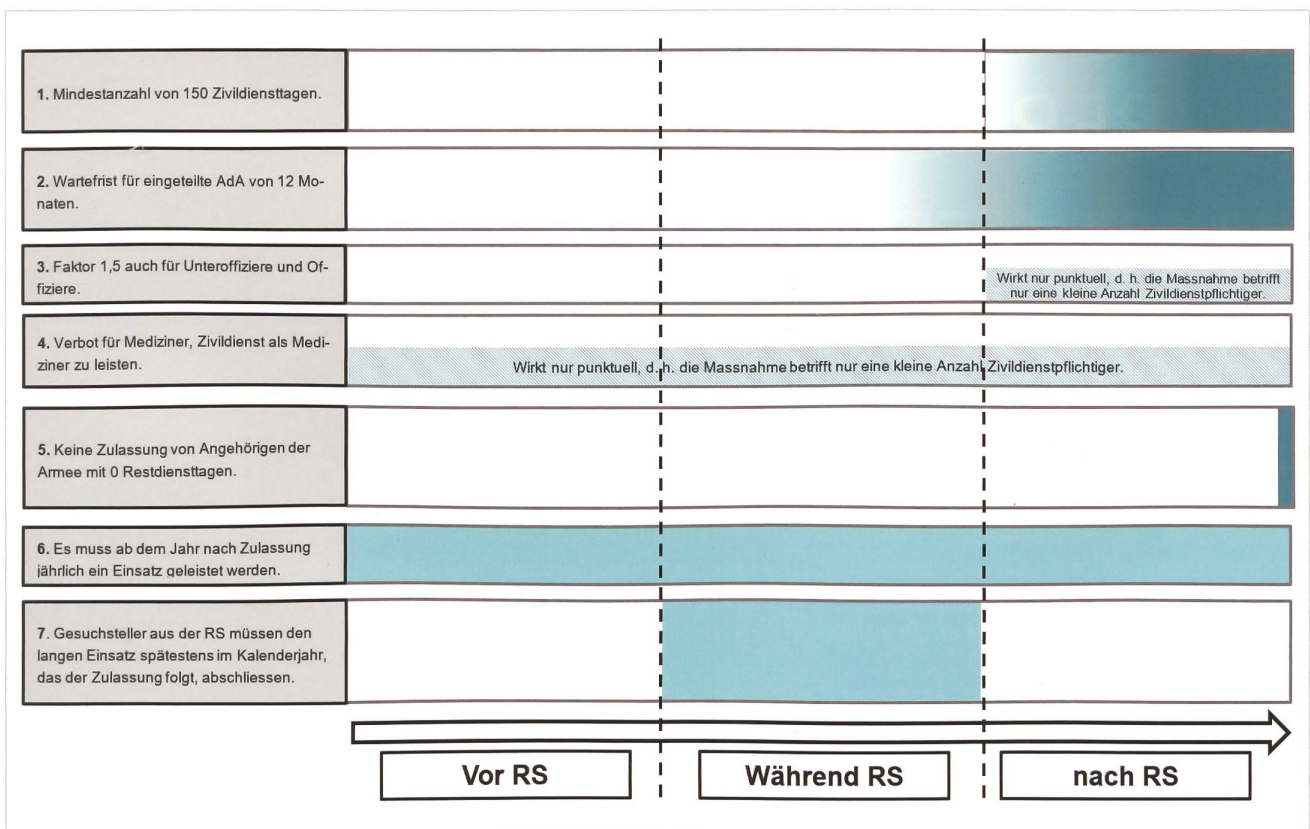 1. Mindestanzahl von 150 Zivildiensttagen.
2. Wartefrist für eingeteilte AdA von 12 Mo-
naten.
3. Faktor 1,5 auch für Unteroffiziere und Of-
fiziere.
Wirkt nur punktuell, d. h. die Massnahme betrifft
nur eine kleine Anzahl Zivildienstpflichtiger.
4. Verbot für Mediziner, Zivildienst als Medi-
ziner zu leisten.
Wirkt nur punktuell, d. h. die Massnahme betrifft nur eine kleine Anzahl Zivildienstpflichtiger.
5. Keine Zulassung von Angehörigen der
Armee mit 0 Restdiensttagen.
6. Es muss ab dem Jahr nach Zulassung
jährlich ein Einsatz geleistet werden.
7. Gesuchsteller aus der RS müssen den
langen Einsatz spätestens im Kalenderjahr,
das der Zulassung folgt, abschliessen.
Vor RS
Während RS
nach RS